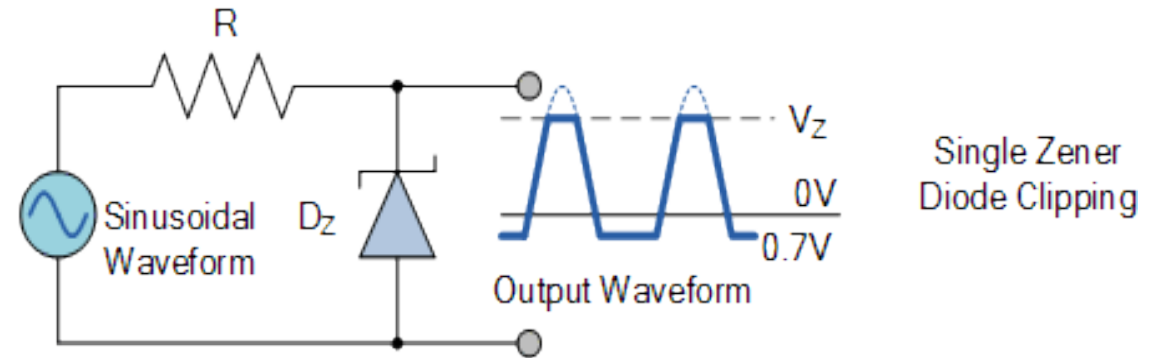 R
Sinusoidal
Waveform
DZ
VZ
0V
0.7V
Output Waveform
Single Zener
Diode Clipping